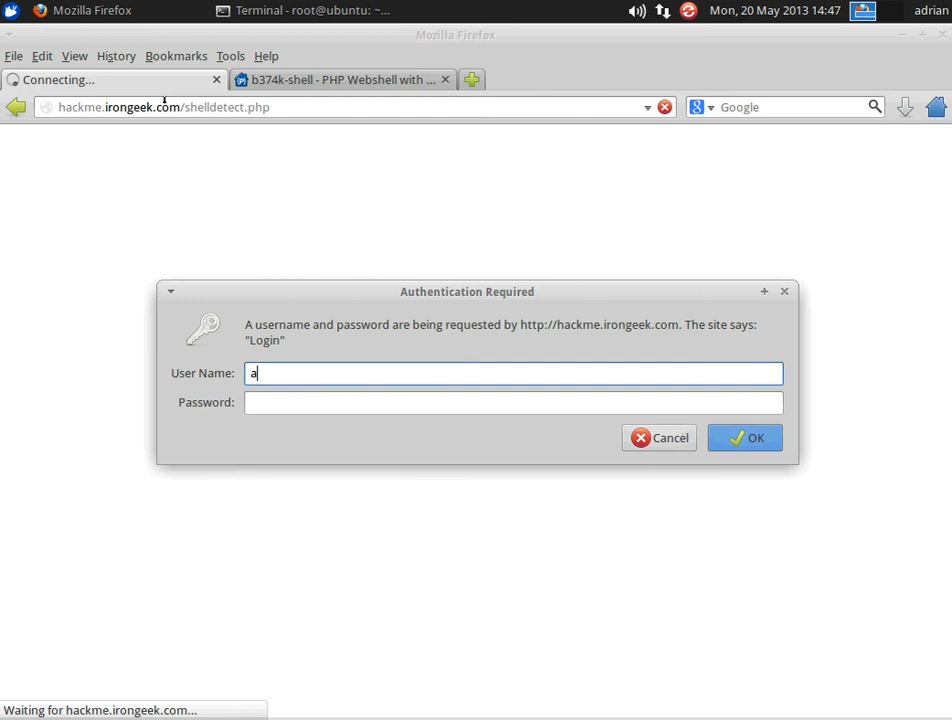 Mozilla Firefox Terminal - root@ubuntu: ~... Mon, 20 May 2013 14:47 adrian
Mozilla Firefox
File Edit View History Bookmarks Tools Help
Connecting... b374k-shell - PHP Webshell with ...
hackme.irongeek.com/shelldetect.php Google
Authentication Required
A username and password are being requested by http://hackme.irongeek.com. The site says:
"Login"
User Name: a
Password:
Cancel OK
Waiting for hackme.irongeek.com...